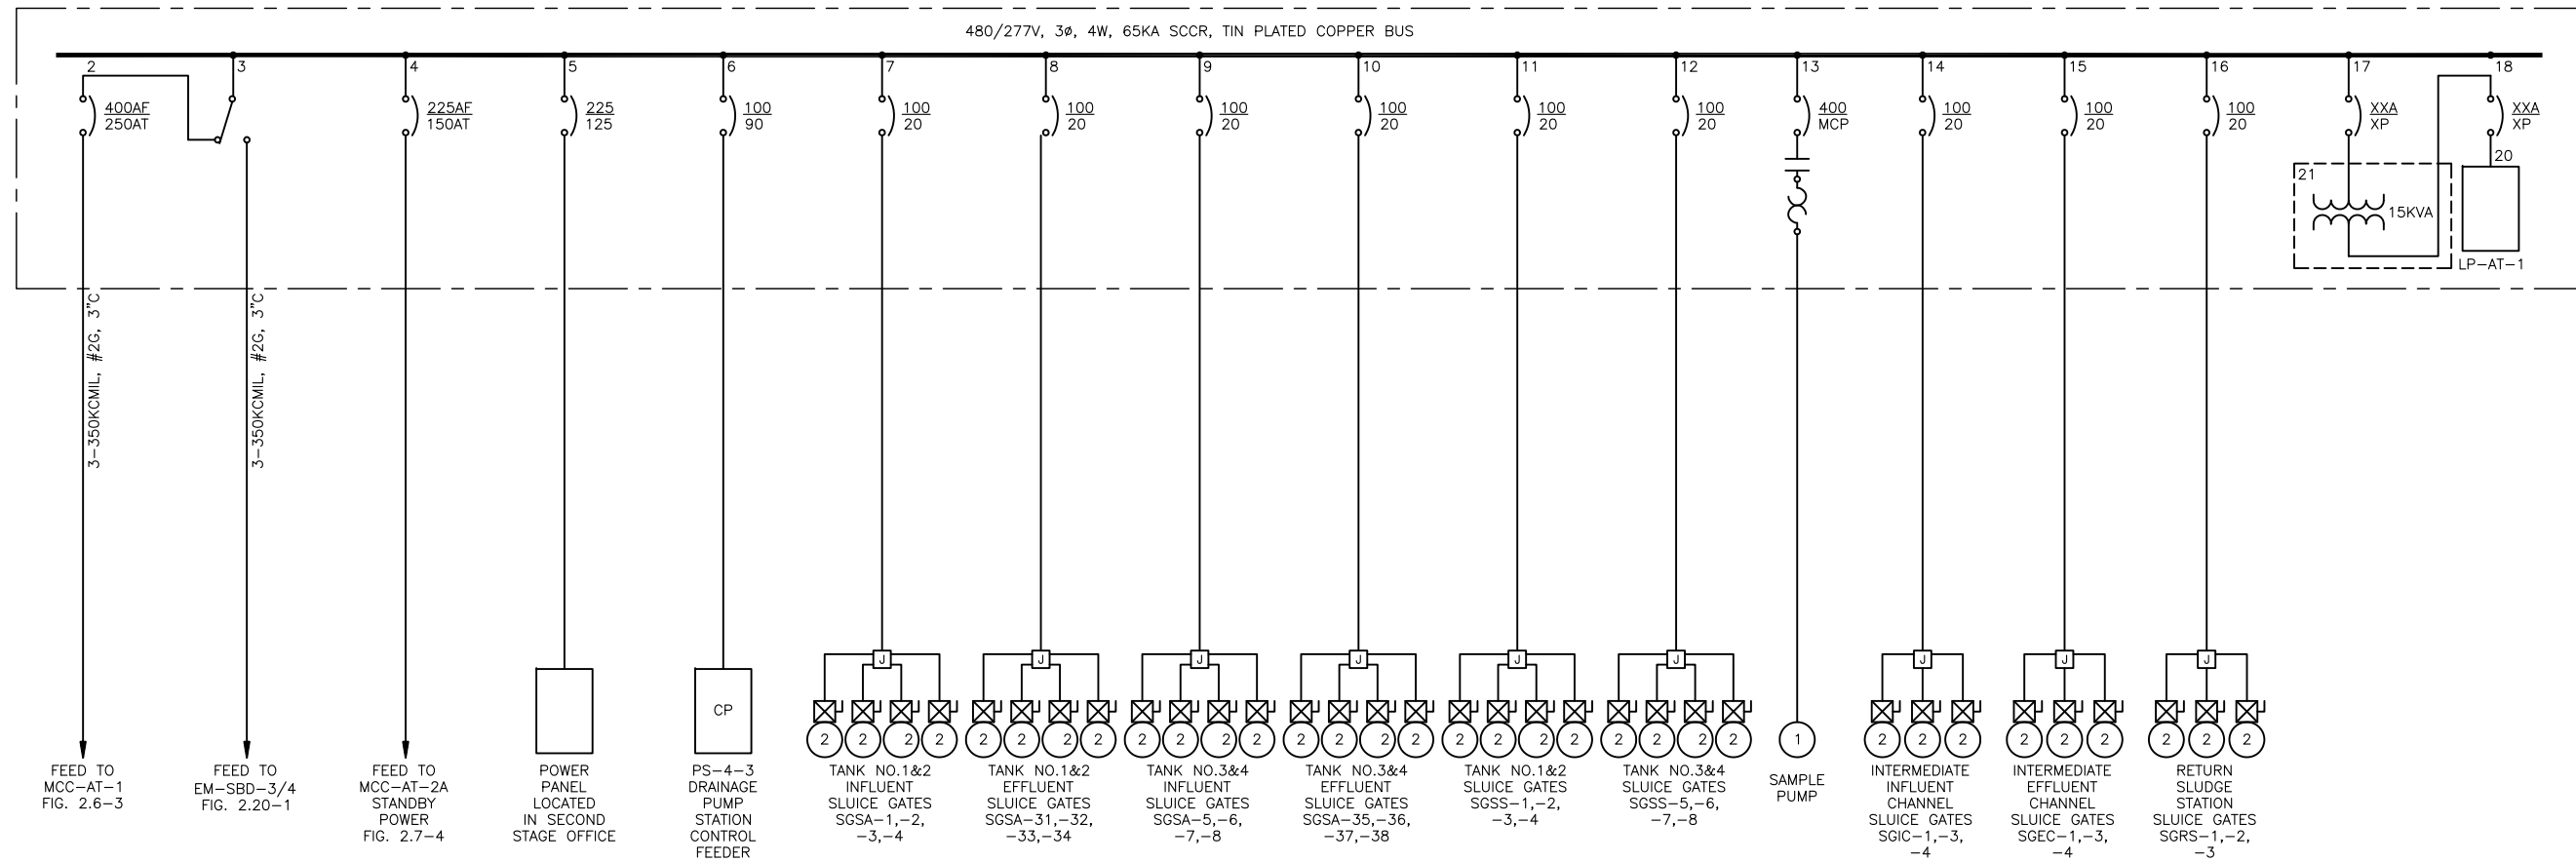 480/277V, 3ø, 4W, 65KA SCCR, TIN PLATED COPPER BUS
2
3
4
5
6
7
8
9
10
11
12
13
14
15
16
17
18
400AF
250AT
225AF
150AT
225
125
100
90
100
20
100
20
100
20
100
20
100
20
100
20
400
MCP
100
20
100
20
100
20
XXA
XP
XXA
XP
21
15KVA
20
LP-AT-1
3-350KCMIL, #2G, 3"C
3-350KCMIL, #2G, 3"C
CP
J
J
J
J
J
J
J
J
J
2 2 2 2
2 2 2 2
2 2 2 2
2 2 2 2
2 2 2 2
2 2 2 2
1
2 2 2
2 2 2
2 2 2
FEED TO
MCC-AT-1
FIG. 2.6-3
FEED TO
EM-SBD-3/4
FIG. 2.20-1
FEED TO
MCC-AT-2A
STANDBY
POWER
FIG. 2.7-4
POWER
PANEL
LOCATED
IN SECOND
STAGE OFFICE
PS-4-3
DRAINAGE
PUMP
STATION
CONTROL
FEEDER
TANK NO.1&2
INFLUENT
SLUICE GATES
SGSA-1,-2,
-3,-4
TANK NO.1&2
EFFLUENT
SLUICE GATES
SGSA-31,-32,
-33,-34
TANK NO.3&4
INFLUENT
SLUICE GATES
SGSA-5,-6,
-7,-8
TANK NO.3&4
EFFLUENT
SLUICE GATES
SGSA-35,-36,
-37,-38
TANK NO.1&2
SLUICE GATES
SGSS-1,-2,
-3,-4
TANK NO.3&4
SLUICE GATES
SGSS-5,-6,
-7,-8
SAMPLE
PUMP
INTERMEDIATE
INFLUENT
CHANNEL
SLUICE GATES
SGIC-1,-3,
-4
INTERMEDIATE
EFFLUENT
CHANNEL
SLUICE GATES
SGEC-1,-3,
-4
RETURN
SLUDGE
STATION
SLUICE GATES
SGRS-1,-2,
-3